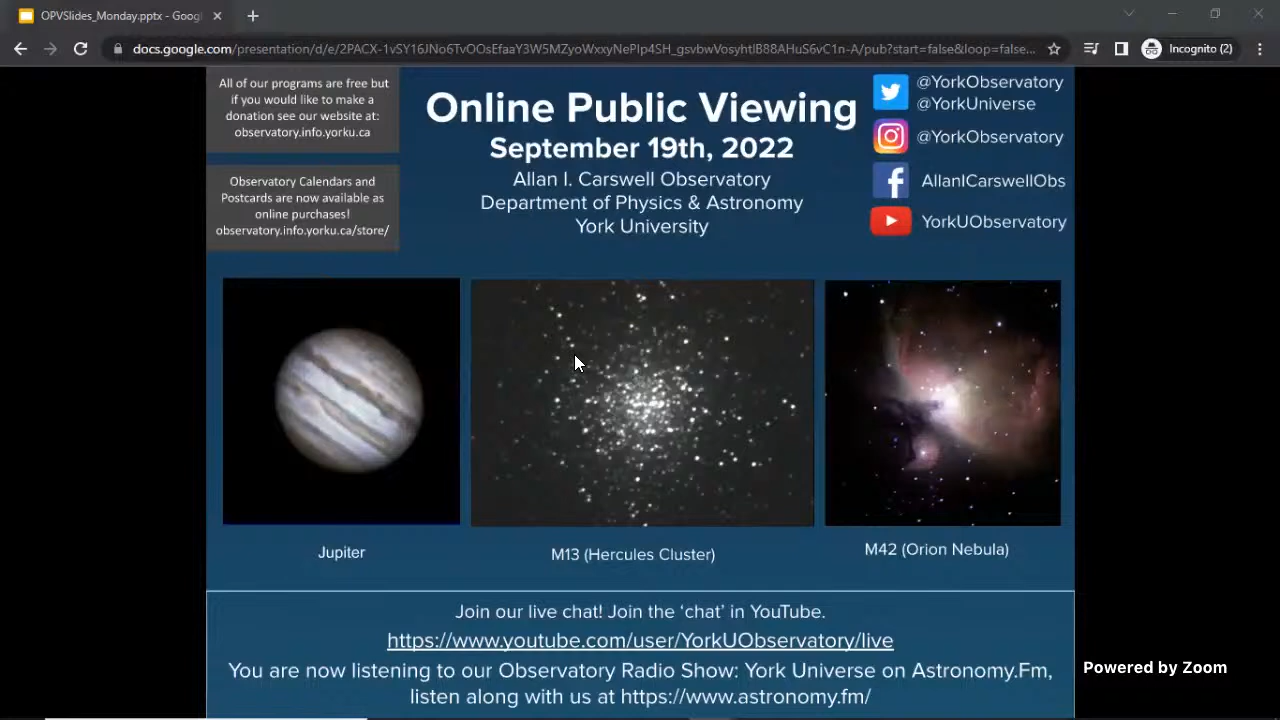 OPVSlides_Monday.pptx - Goog
docs.google.com/presentation/d/e/2PACX-1vSY16JNo6TvOOsEfaaY3W5MZyoWxxyNePlp4SH_gsvbwVosyhtlB88AHuS6vC1n-A/pub?start=false&loop=false...
Incognito (2)
All of our programs are free but
if you would like to make a
donation see our website at:
observatory.info.yorku.ca
Observatory Calendars and
Postcards are now available as
online purchases!
observatory.info.yorku.ca/store/
Online Public Viewing
September 19th, 2022
Allan I. Carswell Observatory
Department of Physics & Astronomy
York University
@YorkObservatory
@YorkUniverse
@YorkObservatory
AllanICarswellObs
YorkUObservatory
Jupiter
M13 (Hercules Cluster)
M42 (Orion Nebula)
Join our live chat! Join the ‘chat’ in YouTube.
https://www.youtube.com/user/YorkUObservatory/live
You are now listening to our Observatory Radio Show: York Universe on Astronomy.Fm,
listen along with us at https://www.astronomy.fm/
Powered by Zoom